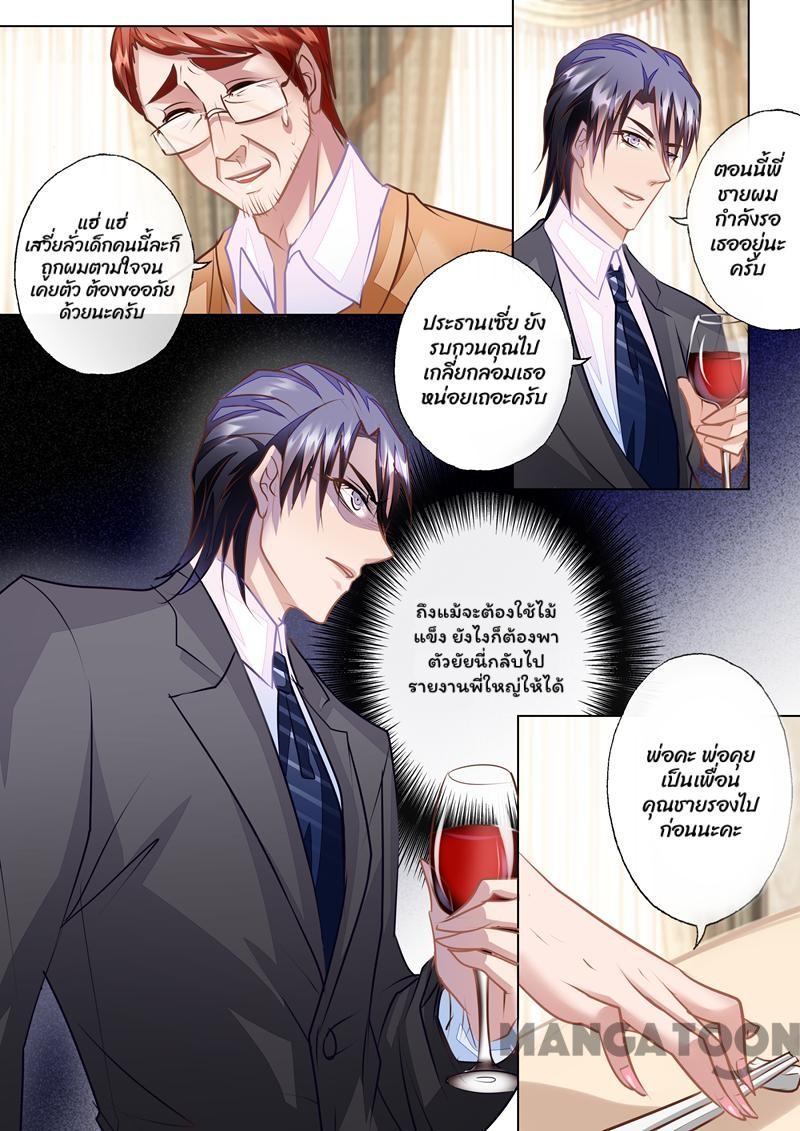 แฮ่ แฮ่
เสวี่ยลั่วเด็กคนนี้ละก็
ถูกผมตามใจจน
เคยตัว ต้องขออภัย
ด้วยนะครับ
ตอนนี้พี่
ชายผม
กำลังรอ
เธออยู่นะ
ครับ
ประธานเซี่ย ยัง
รบกวนคุณไป
เกลี่ยกลอมเธอ
หน่อยเถอะครับ
ถึงแม้จะต้องใช้ไม้
แข็ง ยังไงก็ต้องพา
ตัวยัยนี่กลับไป
รายงานพี่ใหญ่ให้ได้
พ่อคะ พ่อคุย
เป็นเพื่อน
คุณชายรองไป
ก่อนนะคะ
MANGATOON